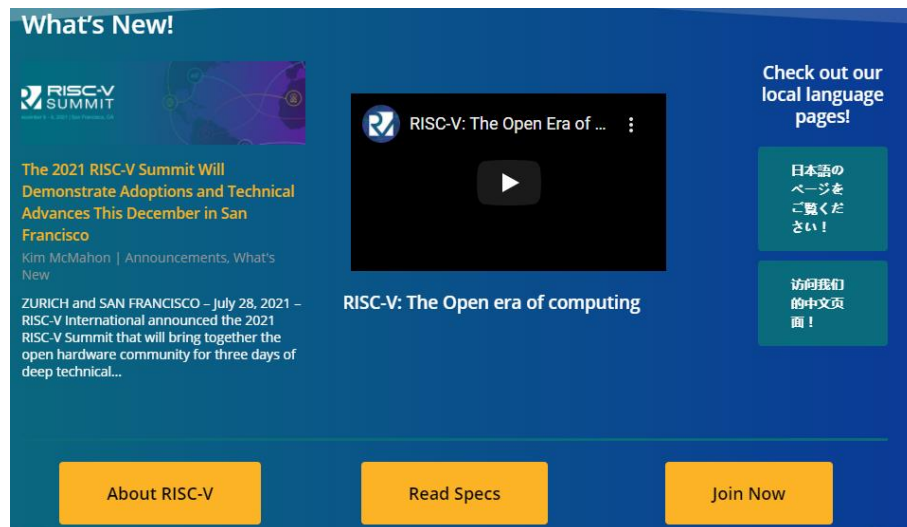 What's New!
RISC-V
SUMMIT
The 2021 RISC-V Summit Will
Demonstrate Adoptions and Technical
Advances This December in San
Francisco
Kim McMahon | Announcements, What's
New
ZURICH and SAN FRANCISCO – July 28, 2021 –
RISC-V International announced the 2021
RISC-V Summit that will bring together the
open hardware community for three days of
deep technical...
RISC-V: The Open Era of ...
RISC-V: The Open era of computing
Check out our
local language
pages!
日本語の
ページを
ご覧くだ
さい！
访问我们
的中文页
面！
About RISC-V
Read Specs
Join Now